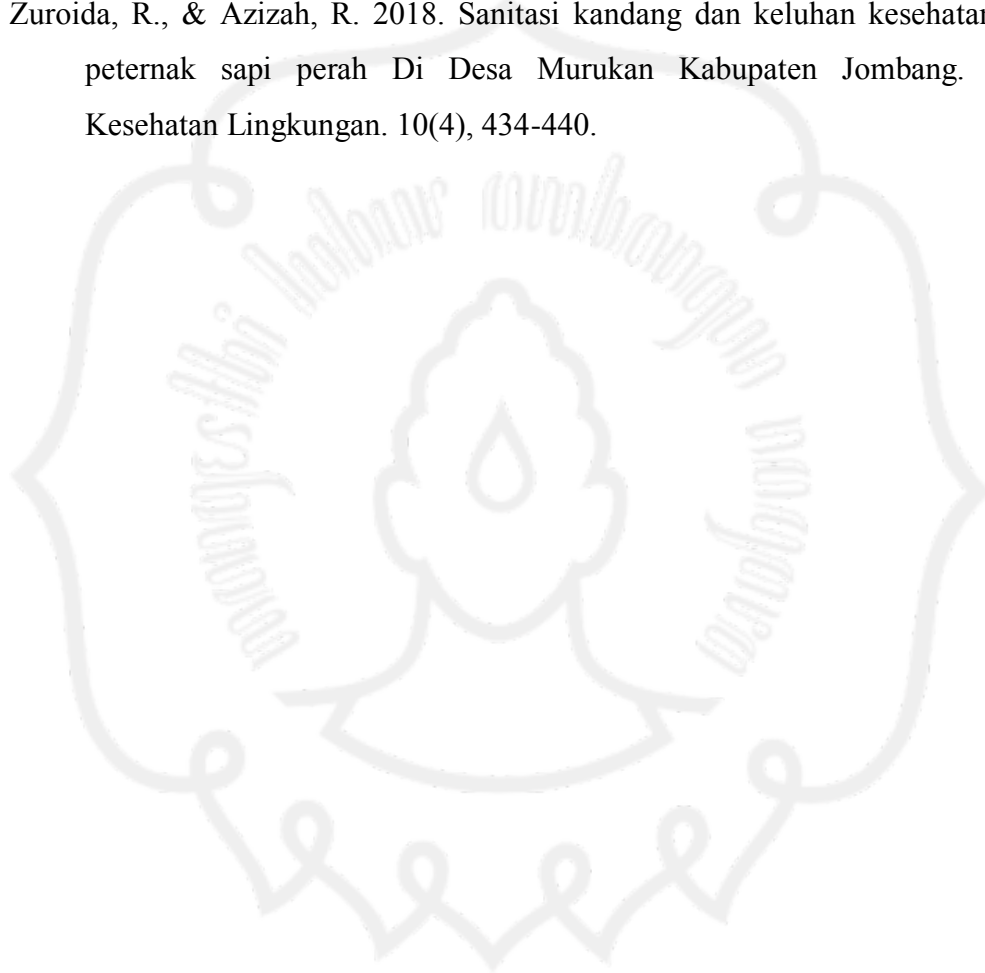 Zuroida, R., & Azizah, R. 2018. Sanitasi kandang dan keluhan kesehatan
peternak sapi perah Di Desa Murukan Kabupaten Jombang.
Kesehatan Lingkungan. 10(4), 434-440.